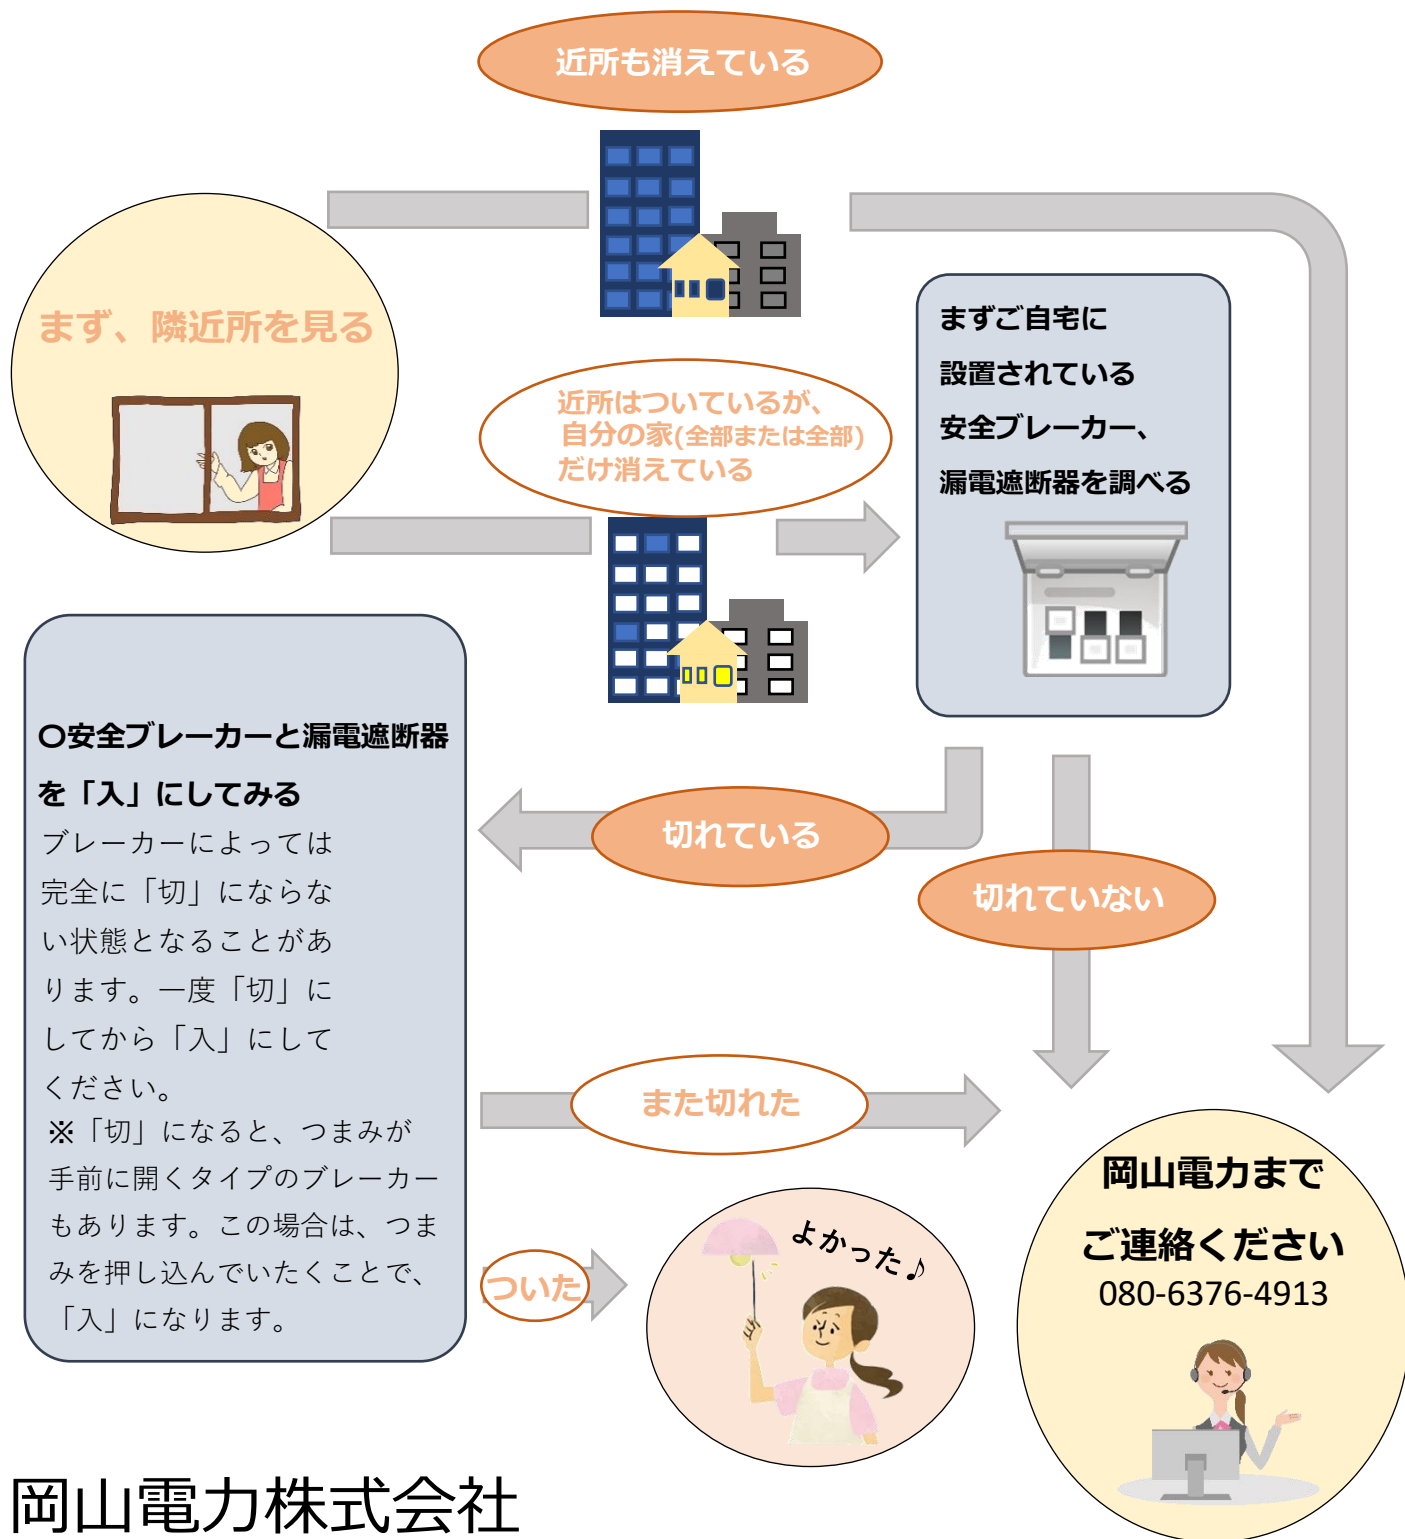 近所も消えている
まず、隣近所を見る
近所はついているが、
自分の家(全部または全部)
だけ消えている
まずご自宅に
設置されている
安全ブレーカー、
漏電遮断器を調べる
切れている
切れていない
〇安全ブレーカーと漏電遮断器
を「入」にしてみる
ブレーカーによっては
完全に「切」にならな
い状態となることがあ
ります。一度「切」に
してから「入」にして
ください。
※「切」になると、つまみが
手前に開くタイプのブレーカー
もあります。この場合は、つま
みを押し込んでいたくことで、
「入」になります。
また切れた
ついた
よかった♪
岡山電力まで
ご連絡ください
080-6376-4913
岡山電力株式会社